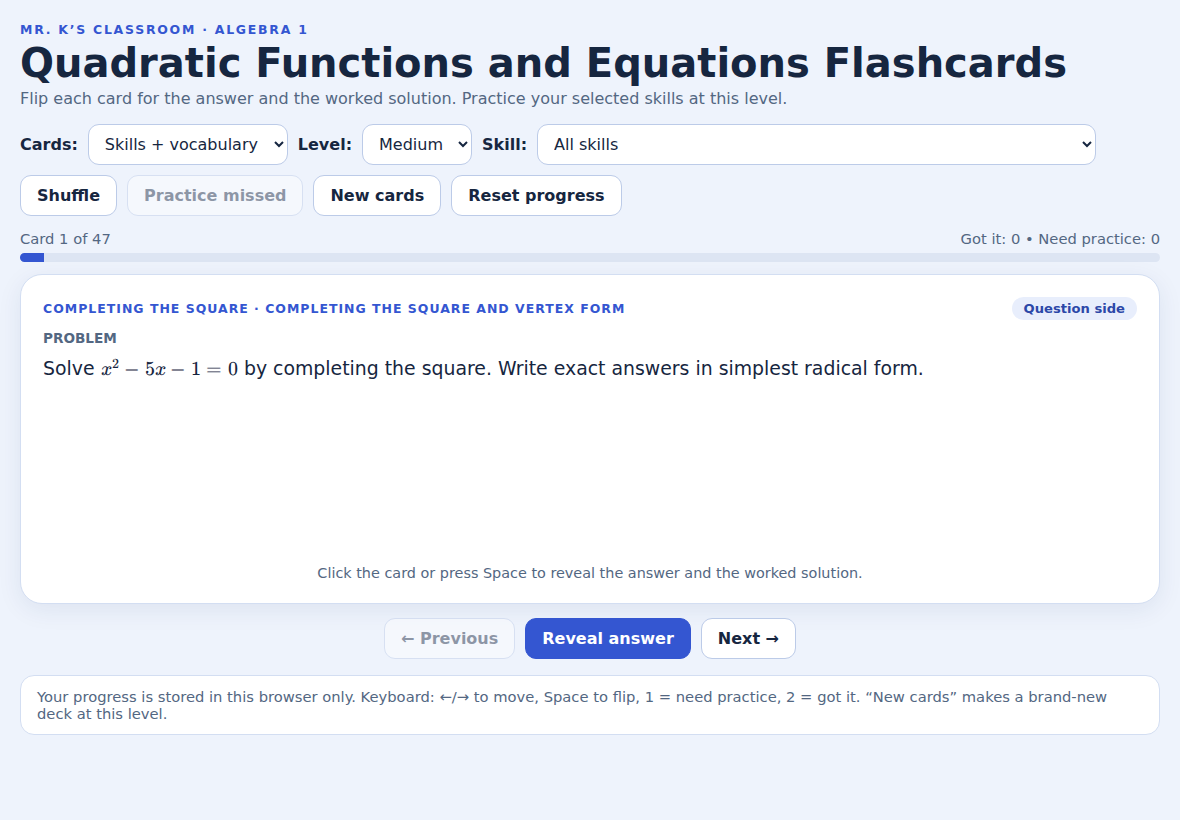 MR. K’S CLASSROOM · ALGEBRA 1
Quadratic Functions and Equations Flashcards
Flip each card for the answer and the worked solution. Practice your selected skills at this level.
Cards: Skills + vocabulary Level: Medium Skill: All skills
Shuffle Practice missed New cards Reset progress
Card 1 of 47 Got it: 0 • Need practice: 0
COMPLETING THE SQUARE · COMPLETING THE SQUARE AND VERTEX FORM Question side
PROBLEM
Solve x² − 5x − 1 = 0 by completing the square. Write exact answers in simplest radical form.
Click the card or press Space to reveal the answer and the worked solution.
← Previous Reveal answer Next →
Your progress is stored in this browser only. Keyboard: ←/→ to move, Space to flip, 1 = need practice, 2 = got it. “New cards” makes a brand-new
deck at this level.